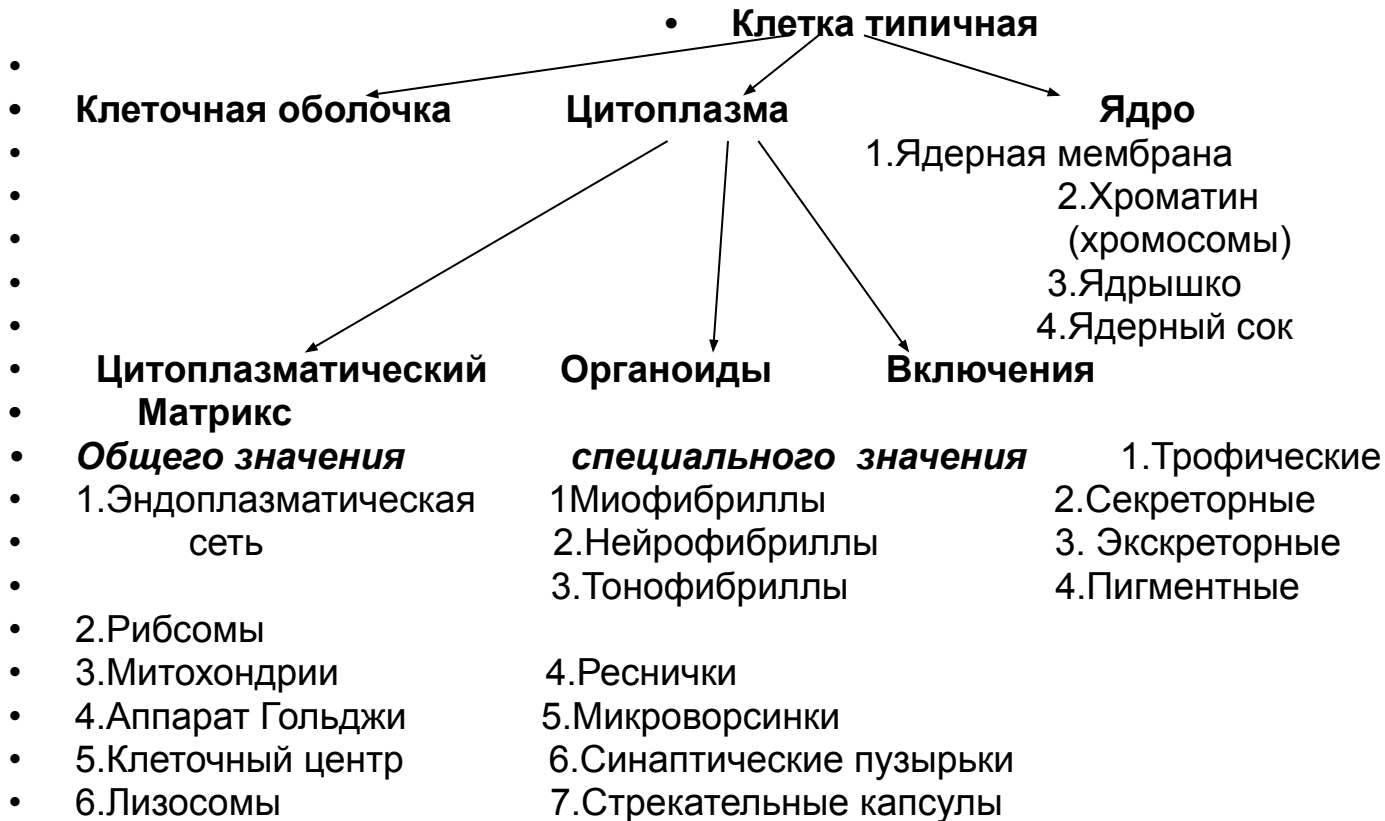 • Клетка типичная
•
• Клеточная оболочка Цитоплазма Ядро
• 1.Ядерная мембрана
• 2.Хроматин
• (хромосомы)
• 3.Ядрышко
• 4.Ядерный сок
• Цитоплазматический Органоиды Включения
• Матрикс
• Общего значения специального значения 1.Трофические
• 1.Эндоплазматическая 1Миофибриллы 2.Секреторные
• сеть 2.Нейрофибриллы 3. Экскреторные
• 3.Тонофибриллы 4.Пигментные
• 2.Рибсомы
• 3.Митохондрии 4.Реснички
• 4.Аппарат Гольджи 5.Микроворсинки
• 5.Клеточный центр 6.Синаптические пузырьки
• 6.Лизосомы 7.Стрекательные капсулы